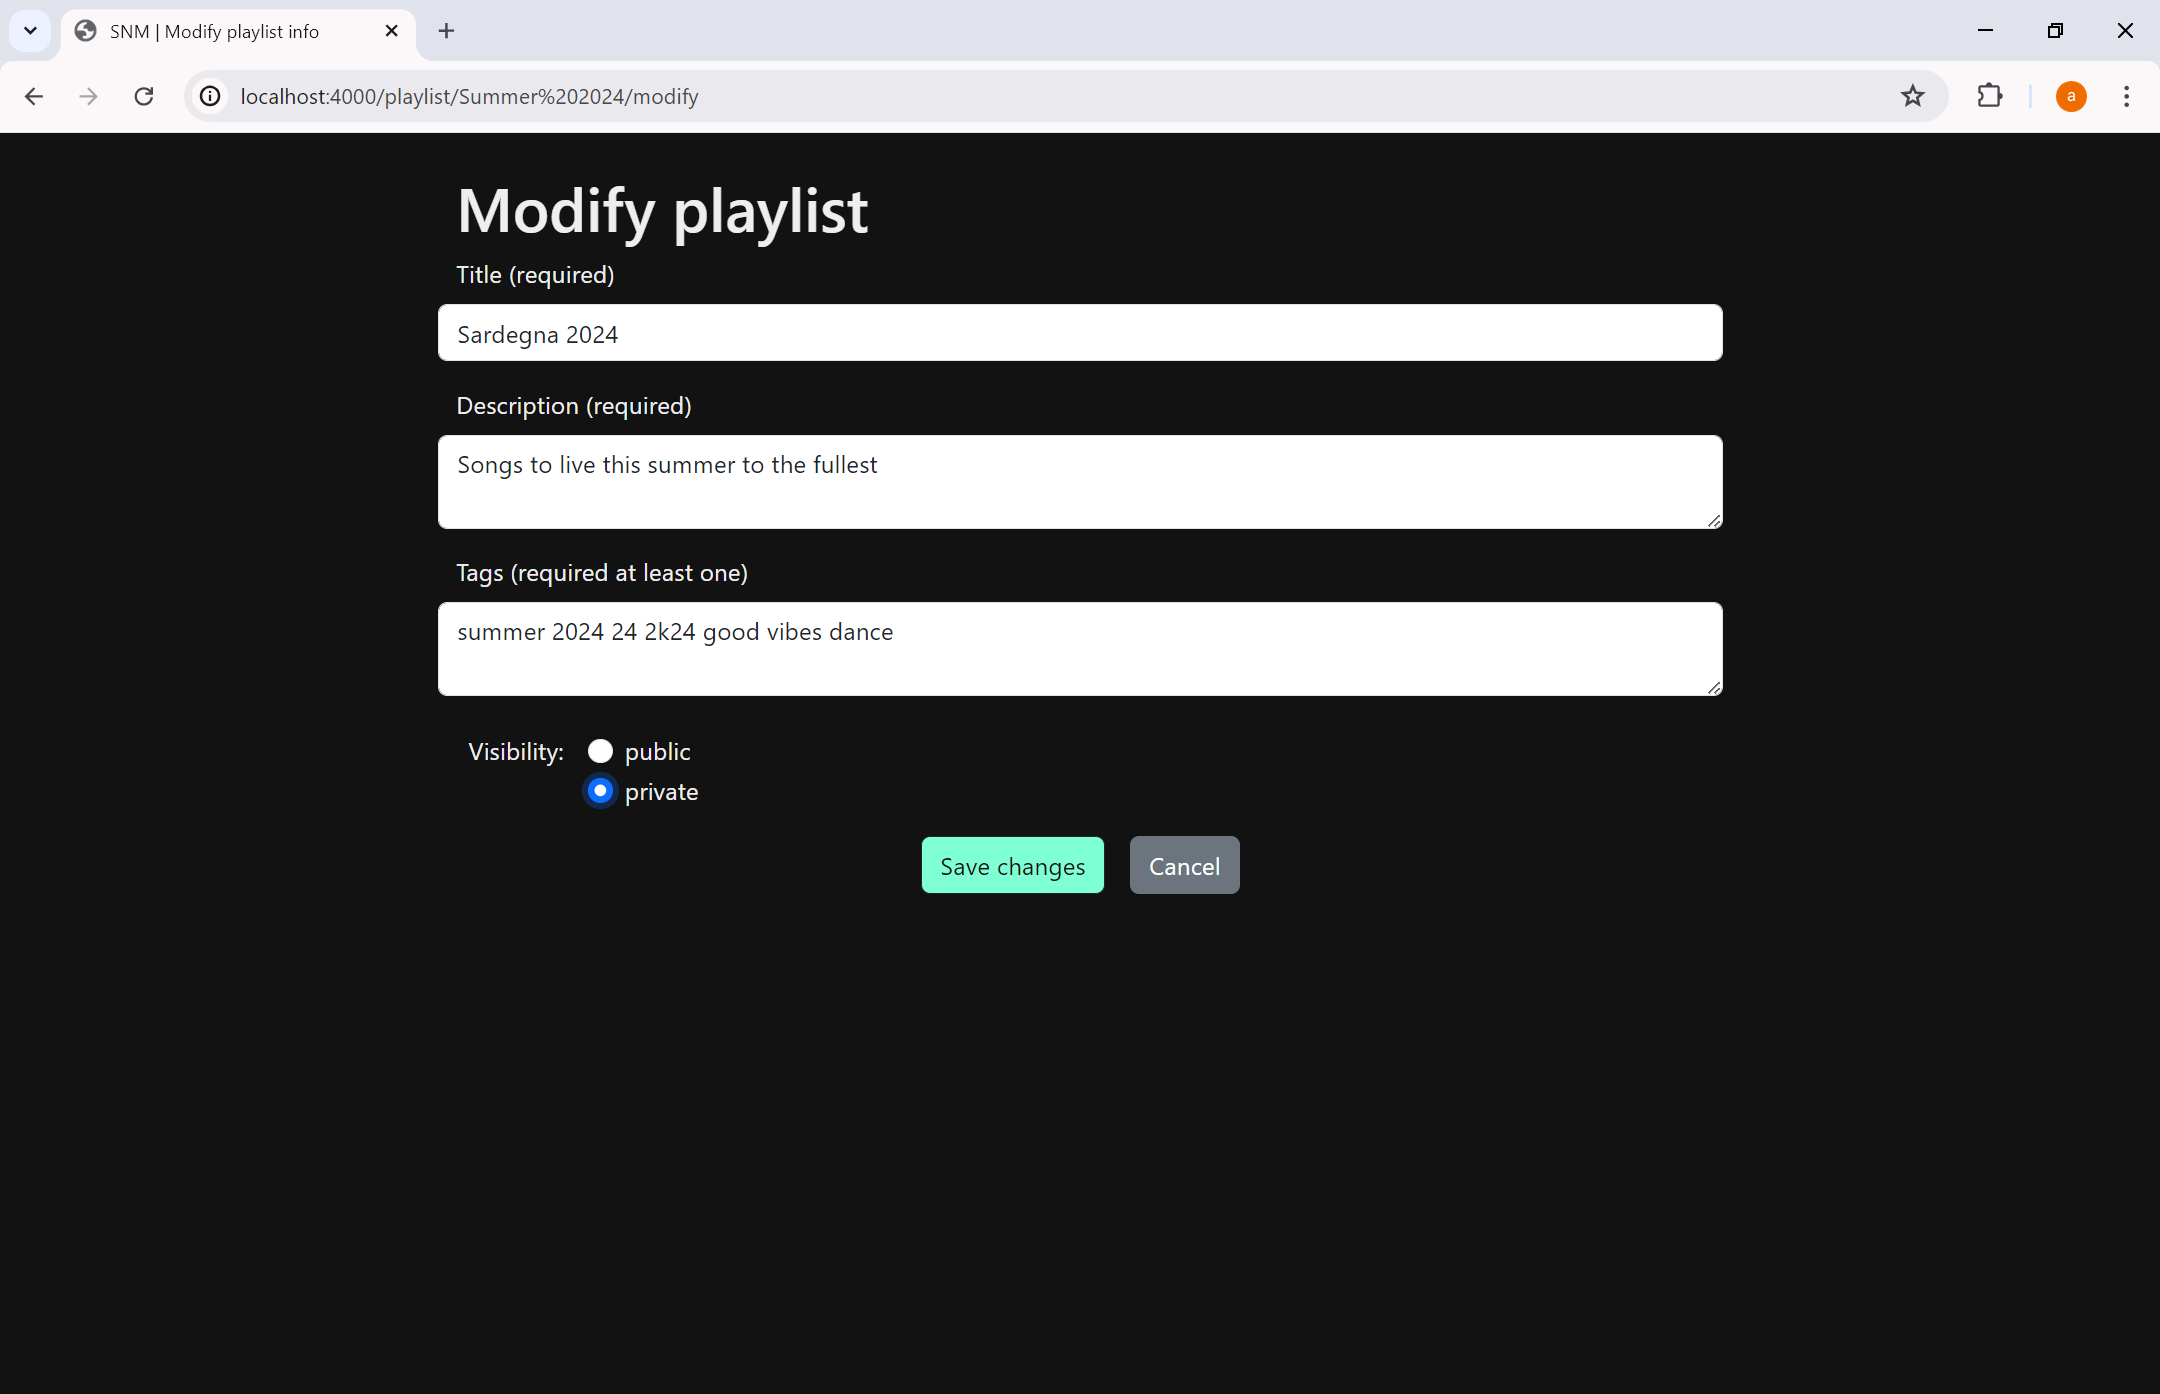 SNM | Modify playlist info
localhost:4000/playlist/Summer%202024/modify
a
Modify playlist
Title (required)
Sardegna 2024
Description (required)
Songs to live this summer to the fullest
Tags (required at least one)
summer 2024 24 2k24 good vibes dance
Visibility: public
private
Save changes Cancel